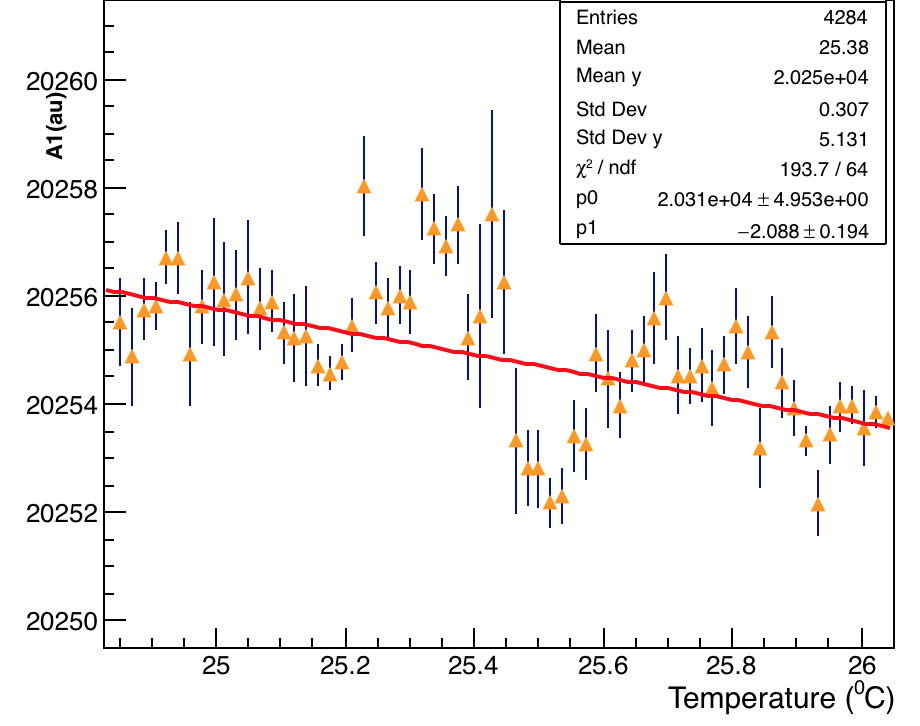 Entries 4284
Mean 25.38
Mean y 2.025e+04
Std Dev 0.307
Std Dev y 5.131
χ² / ndf 193.7 / 64
p0 2.031e+04 ± 4.953e+00
p1 −2.088 ± 0.194
A1(au)
20260
20258
20256
20254
20252
20250
25 25.2 25.4 25.6 25.8 26
Temperature (⁰C)